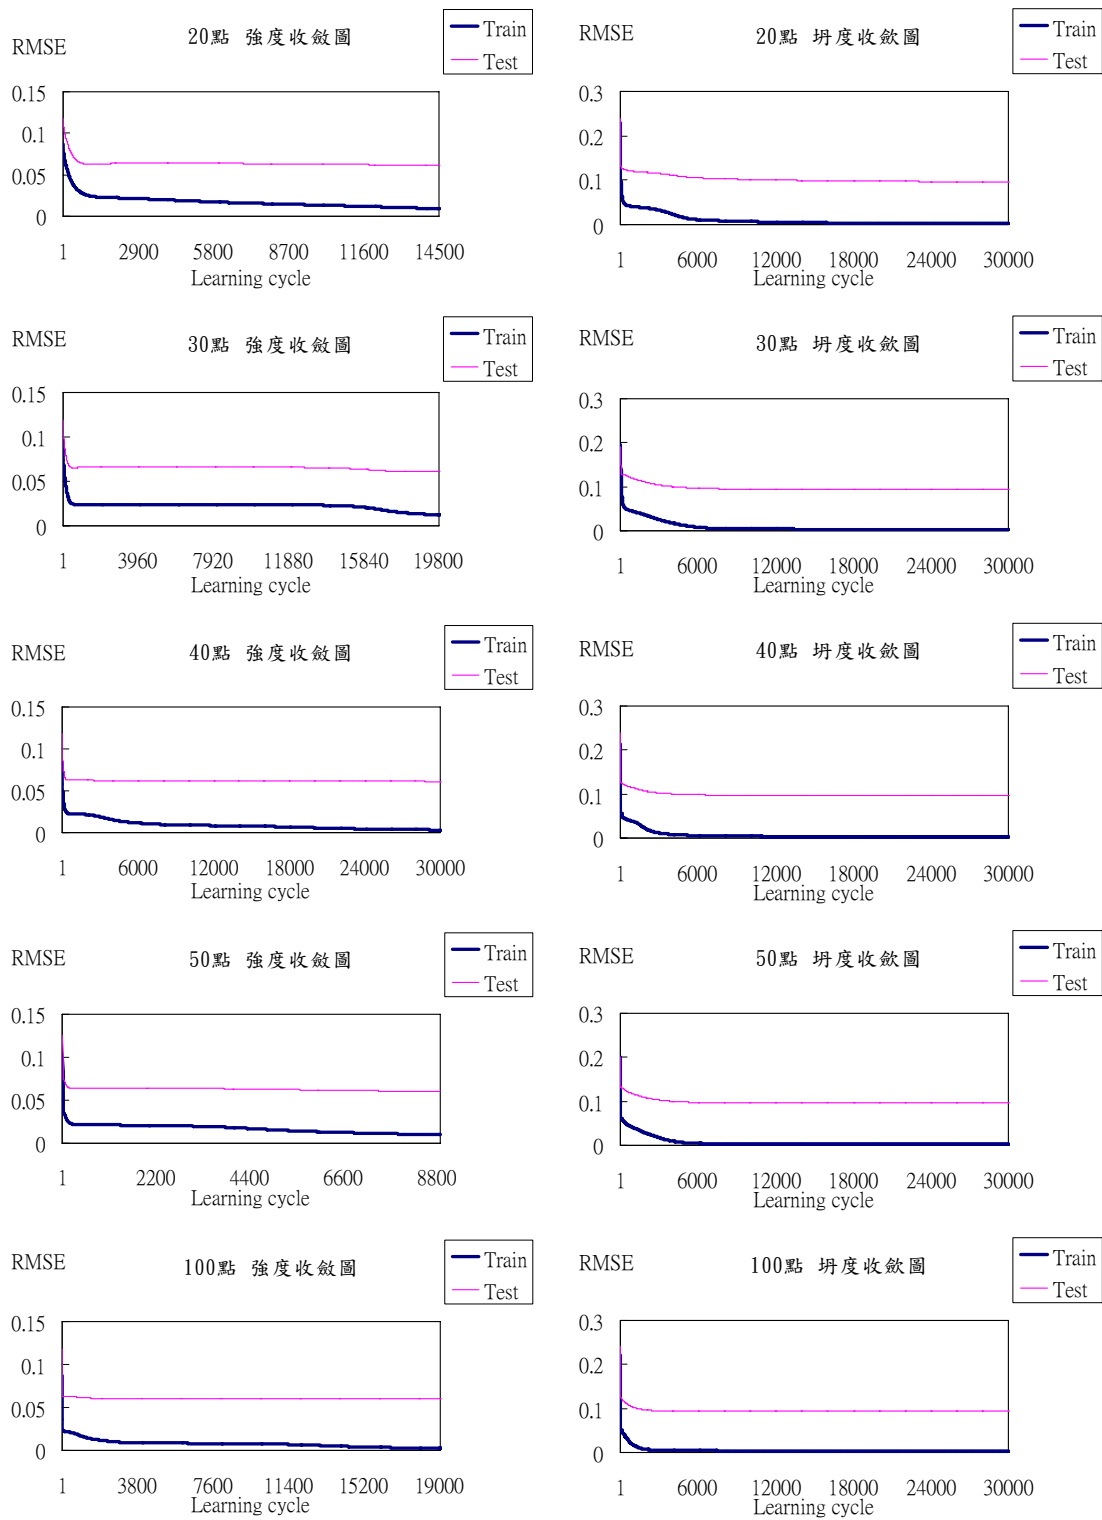 RMSE
20點 強度收斂圖
Train
Test
0.15
0.1
0.05
0
1 2900 5800 8700 11600 14500
Learning cycle
RMSE
20點 坍度收歛圖
Train
Test
0.3
0.2
0.1
0
1 6000 12000 18000 24000 30000
Learning cycle
RMSE
30點 強度收斂圖
Train
Test
0.15
0.1
0.05
0
1 3960 7920 11880 15840 19800
Learning cycle
RMSE
30點 坍度收歛圖
Train
Test
0.3
0.2
0.1
0
1 6000 12000 18000 24000 30000
Learning cycle
RMSE
40點 強度收斂圖
Train
Test
0.15
0.1
0.05
0
1 6000 12000 18000 24000 30000
Learning cycle
RMSE
40點 坍度收歛圖
Train
Test
0.3
0.2
0.1
0
1 6000 12000 18000 24000 30000
Learning cycle
RMSE
50點 強度收斂圖
Train
Test
0.15
0.1
0.05
0
1 2200 4400 6600 8800
Learning cycle
RMSE
50點 坍度收歛圖
Train
Test
0.3
0.2
0.1
0
1 6000 12000 18000 24000 30000
Learning cycle
RMSE
100點 強度收斂圖
Train
Test
0.15
0.1
0.05
0
1 3800 7600 11400 15200 19000
Learning cycle
RMSE
100點 坍度收歛圖
Train
Test
0.3
0.2
0.1
0
1 6000 12000 18000 24000 30000
Learning cycle